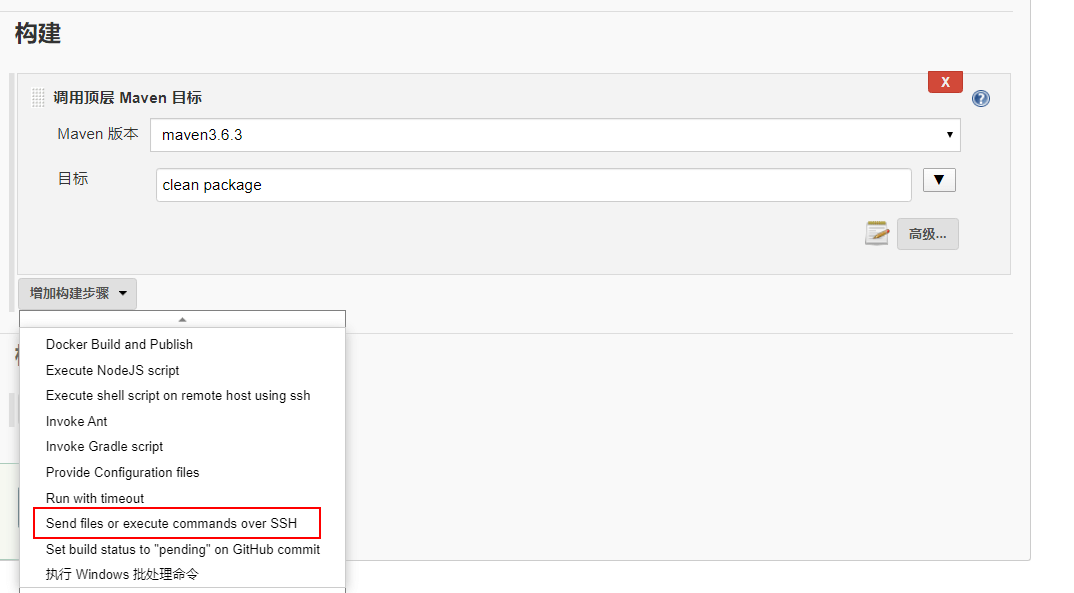 构建
X
调用顶层 Maven 目标
?
Maven 版本
maven3.6.3
目标
clean package
高级...
增加构建步骤
Docker Build and Publish
Execute NodeJS script
Execute shell script on remote host using ssh
Invoke Ant
Invoke Gradle script
Provide Configuration files
Run with timeout
Send files or execute commands over SSH
Set build status to "pending" on GitHub commit
执行 Windows 批处理命令